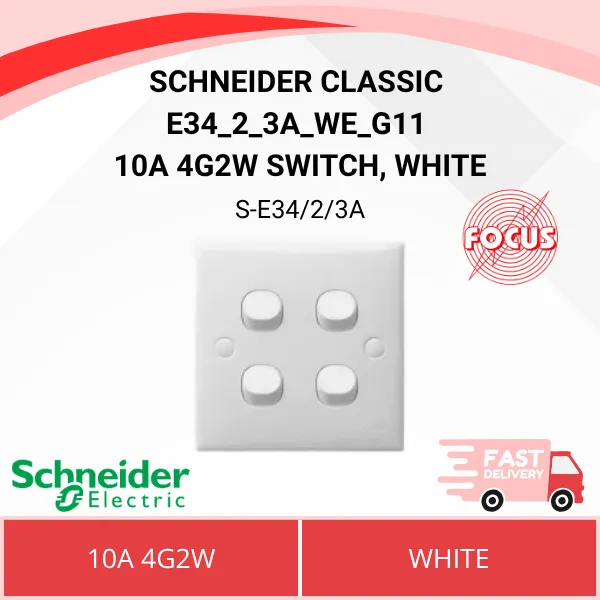 SCHNEIDER CLASSIC
E34_2_3A_WE_G11
10A 4G2W SWITCH, WHITE
S-E34/2/3A
FOCUS
Schneider
Electric
FAST
DELIVERY
10A 4G2W
WHITE